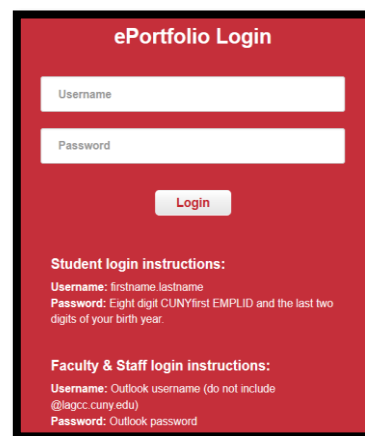 ePortfolio Login
Username
Password
Login
Student login instructions:
Username: firstname.lastname
Password: Eight digit CUNYfirst EMPLID and the last two
digits of your birth year.
Faculty & Staff login instructions:
Username: Outlook username (do not include
@lagcc.cuny.edu)
Password: Outlook password